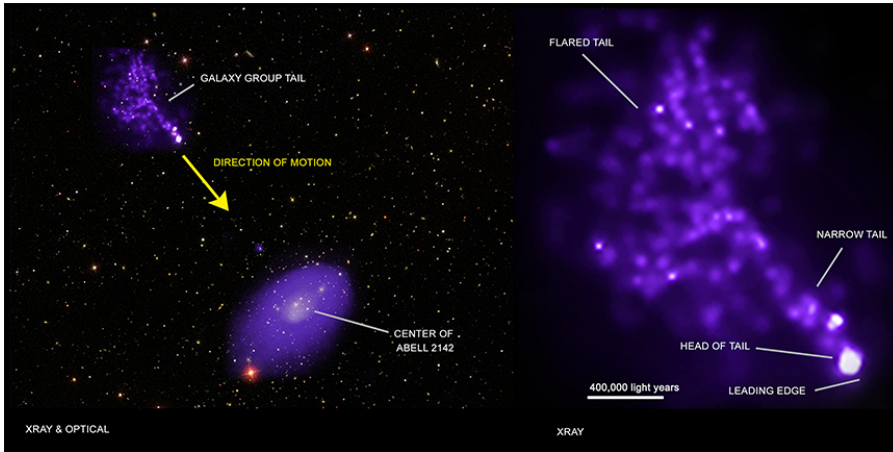 GALAXY GROUP TAIL
DIRECTION OF MOTION
CENTER OF
ABELL 2142
XRAY & OPTICAL
FLARED TAIL
NARROW TAIL
HEAD OF TAIL
LEADING EDGE
400,000 light years
XRAY